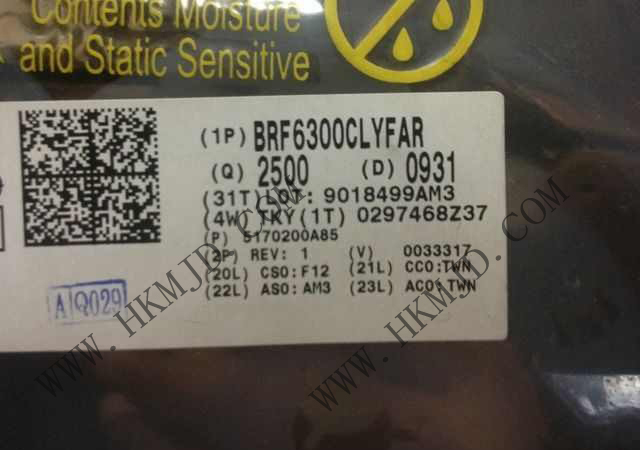 Contents Moisture
and Static Sensitive
(1P) BRF6300CLYFAR
(Q) 2500 (D) 0931
(31T)LOT: 9018499AM3
(4W) TKY(1T) 0297468Z37
(P) 5170200A85
(2P) REV: 1 (V) 0033317
(20L) CSO:F12 (21L) CCO:TWN
(22L) ASO:AM3 (23L) ACO:TWN
A Q029
WWW.HKMJD.COM
WWW.HKMJD.COM